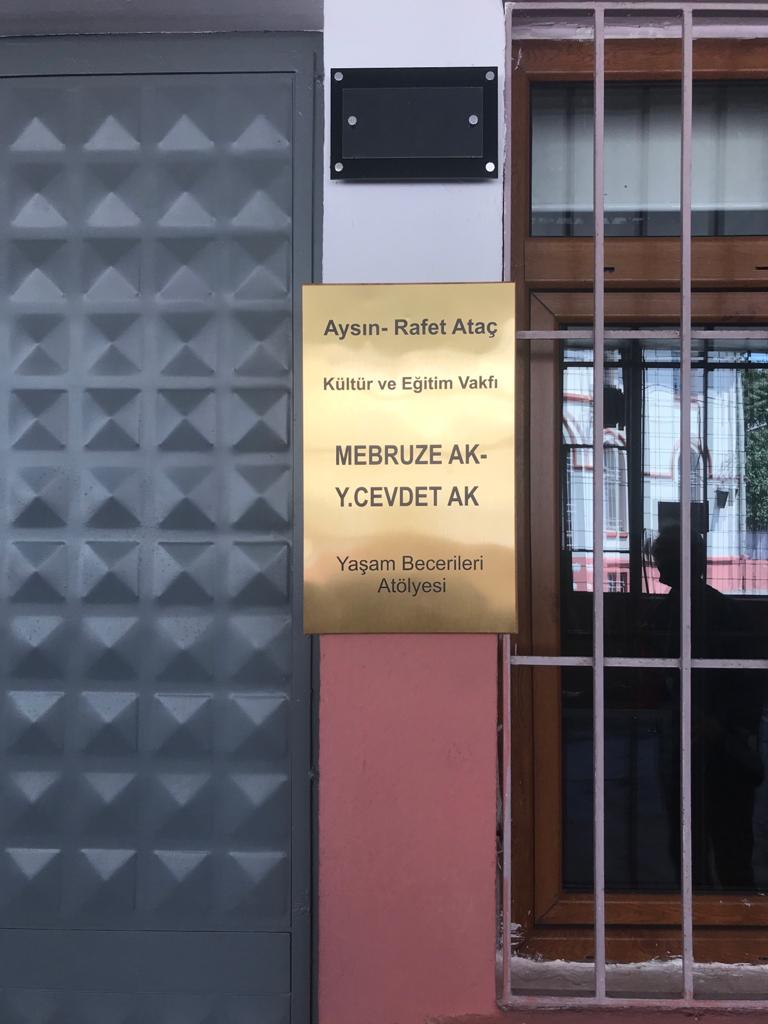 Aysın- Rafet Ataç
Kültür ve Eğitim Vakfı
MEBRUZE AK-
Y.CEVDET AK
Yaşam Becerileri
Atölyesi